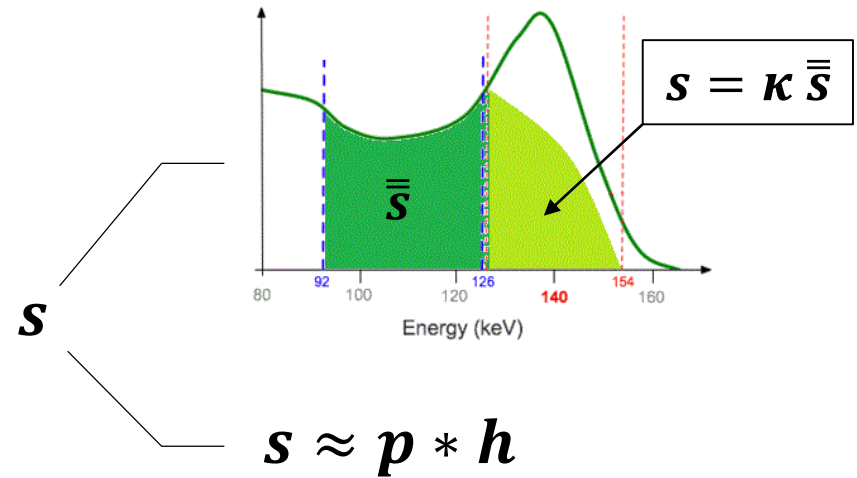 s = κ s̿
s̿
92 126 154
80 100 120 140 160
Energy (keV)
s
s ≈ p * h